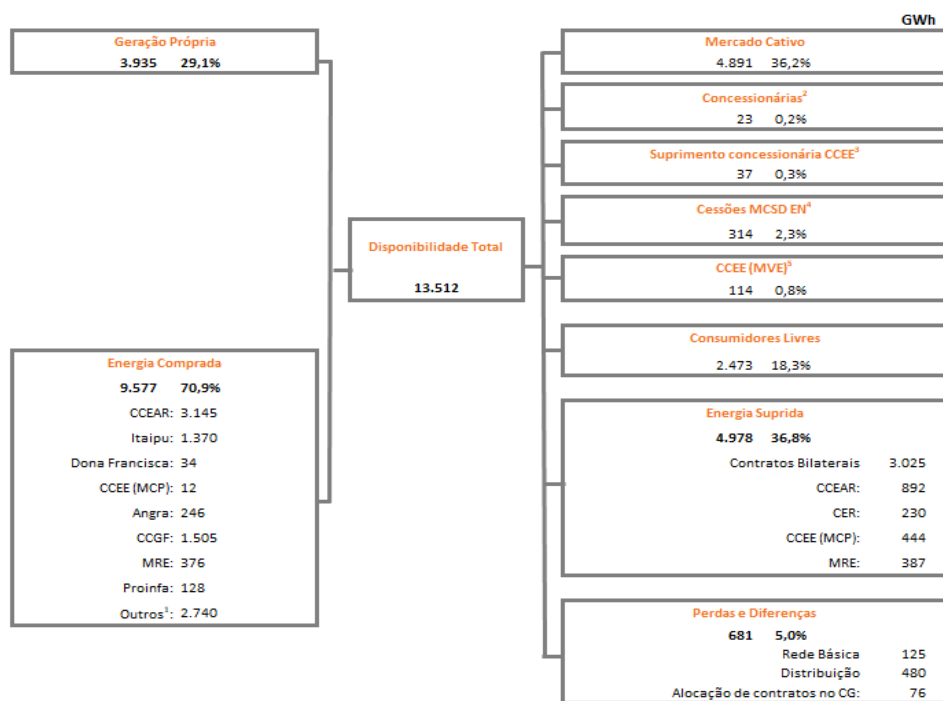 GWh
Geração Própria
3.935 29,1%
Energia Comprada
9.577 70,9%
CCEAR: 3.145
Itaipu: 1.370
Dona Francisca: 34
CCEE (MCP): 12
Angra: 246
CCGF: 1.505
MRE: 376
Proinfa: 128
Outros¹: 2.740
Disponibilidade Total
13.512
Mercado Cativo
4.891 36,2%
Concessionárias²
23 0,2%
Suprimento concessionária CCEE³
37 0,3%
Cessões MCSD EN⁴
314 2,3%
CCEE (MVE)⁵
114 0,8%
Consumidores Livres
2.473 18,3%
Energia Suprida
4.978 36,8%
Contratos Bilaterais 3.025
CCEAR: 892
CER: 230
CCEE (MCP): 444
MRE: 387
Perdas e Diferenças
681 5,0%
Rede Básica 125
Distribuição 480
Alocação de contratos no CG: 76